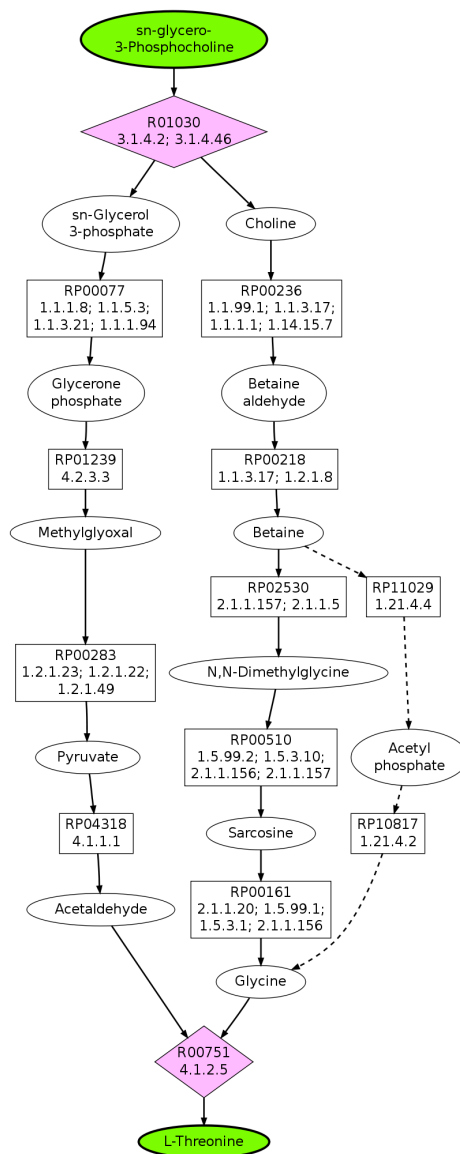 sn-glycero-
3-Phosphocholine
R01030
3.1.4.2; 3.1.4.46
sn-Glycerol
3-phosphate
Choline
RP00077
1.1.1.8; 1.1.5.3;
1.1.3.21; 1.1.1.94
RP00236
1.1.99.1; 1.1.3.17;
1.1.1.1; 1.14.15.7
Glycerone
phosphate
Betaine
aldehyde
RP01239
4.2.3.3
RP00218
1.1.3.17; 1.2.1.8
Methylglyoxal
Betaine
RP02530
2.1.1.157; 2.1.1.5
RP11029
1.21.4.4
RP00283
1.2.1.23; 1.2.1.22;
1.2.1.49
N,N-Dimethylglycine
Pyruvate
RP00510
1.5.99.2; 1.5.3.10;
2.1.1.156; 2.1.1.157
Acetyl
phosphate
RP04318
4.1.1.1
Sarcosine
RP10817
1.21.4.2
Acetaldehyde
RP00161
2.1.1.20; 1.5.99.1;
1.5.3.1; 2.1.1.156
Glycine
R00751
4.1.2.5
L-Threonine